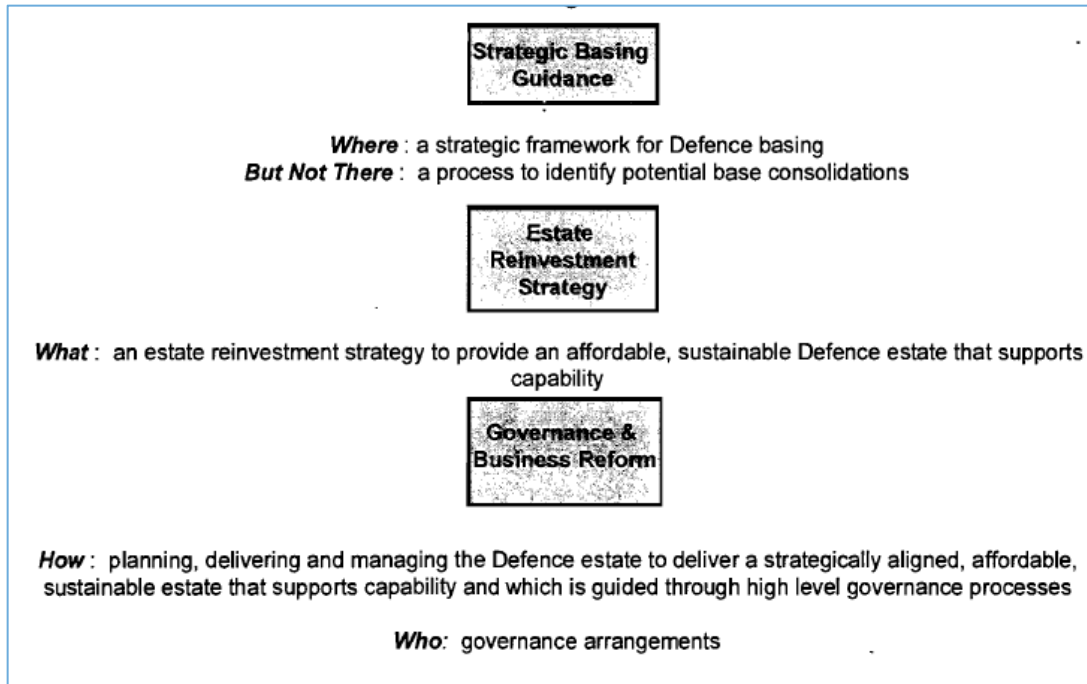 Strategic Basing
Guidance
Where : a strategic framework for Defence basing
But Not There : a process to identify potential base consolidations
Estate
Reinvestment
Strategy
What : an estate reinvestment strategy to provide an affordable, sustainable Defence estate that supports
capability
Governance &
Business Reform
How : planning, delivering and managing the Defence estate to deliver a strategically aligned, affordable,
sustainable estate that supports capability and which is guided through high level governance processes
Who: governance arrangements